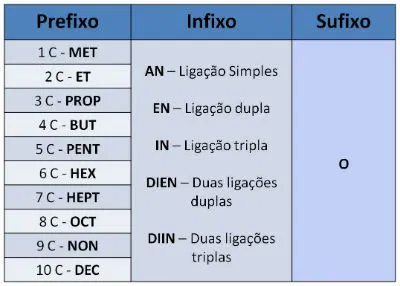 Prefixo Infixo Sufixo
1 C - MET
2 C - ET
3 C - PROP
4 C - BUT
5 C - PENT
6 C - HEX
7 C - HEPT
8 C - OCT
9 C - NON
10 C - DEC
AN – Ligação Simples
EN – Ligação dupla
IN – Ligação tripla
DIEN – Duas ligações
duplas
DIIN – Duas ligações
triplas
O